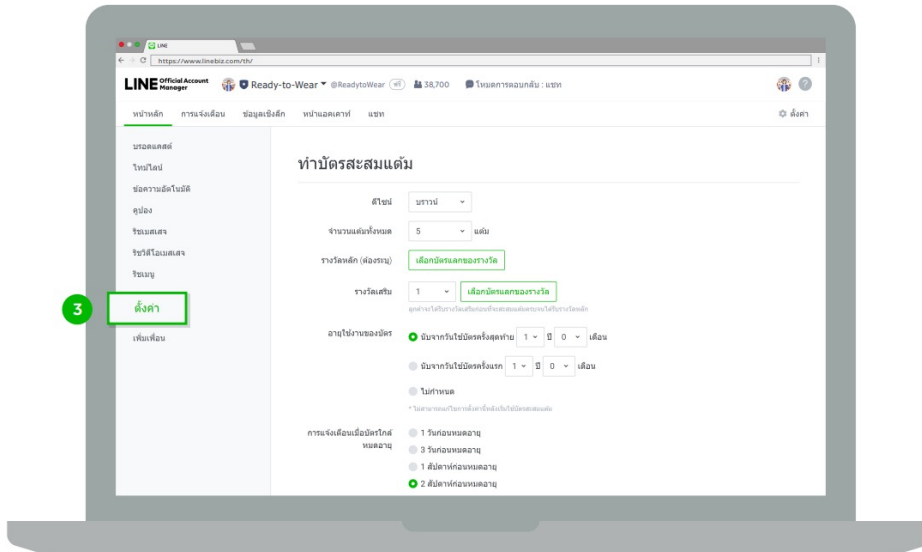 LINE
https://www.linebiz.com/th/
LINE Official Account Manager Ready-to-Wear @ReadytoWear ฟรี 38,700 โหมดการตอบกลับ : แชท ?
หน้าหลัก การแจ้งเตือน ข้อมูลเชิงลึก หน้าแอคเคาท์ แชท ตั้งค่า
บรอดแคสต์
ไทม์ไลน์
ข้อความอัตโนมัติ
คูปอง
ริชเมสเสจ
ริชวิดีโอเมสเสจ
ริชเมนู
3 ตั้งค่า
เพิ่มเพื่อน
ทำบัตรสะสมแต้ม
ดีไซน์ บราวน์
จำนวนแต้มทั้งหมด 5 แต้ม
รางวัลหลัก (ต้องระบุ) เลือกบัตรแลกของรางวัล
รางวัลเสริม 1 เลือกบัตรแลกของรางวัล
อายุใช้งานของบัตร นับจากวันใช้บัตรครั้งสุดท้าย 1 ปี 0 เดือน
นับจากวันใช้บัตรครั้งแรก 1 ปี 0 เดือน
ไม่กำหนด
การแจ้งเตือนเมื่อบัตรใกล้ 1 วันก่อนหมดอายุ
หมดอายุ 3 วันก่อนหมดอายุ
1 สัปดาห์ก่อนหมดอายุ
2 สัปดาห์ก่อนหมดอายุ